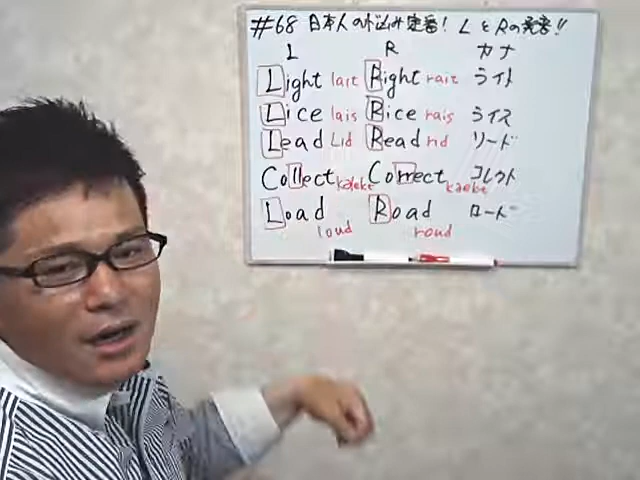 #68 日本人の 定番! LとRの発音!!
L R カナ
Light lait Right rait ライト
Lice lais Rice rais ライス
Lead Lid Read rid リード
Collect Correct コレクト
Load loud Road roud ロード